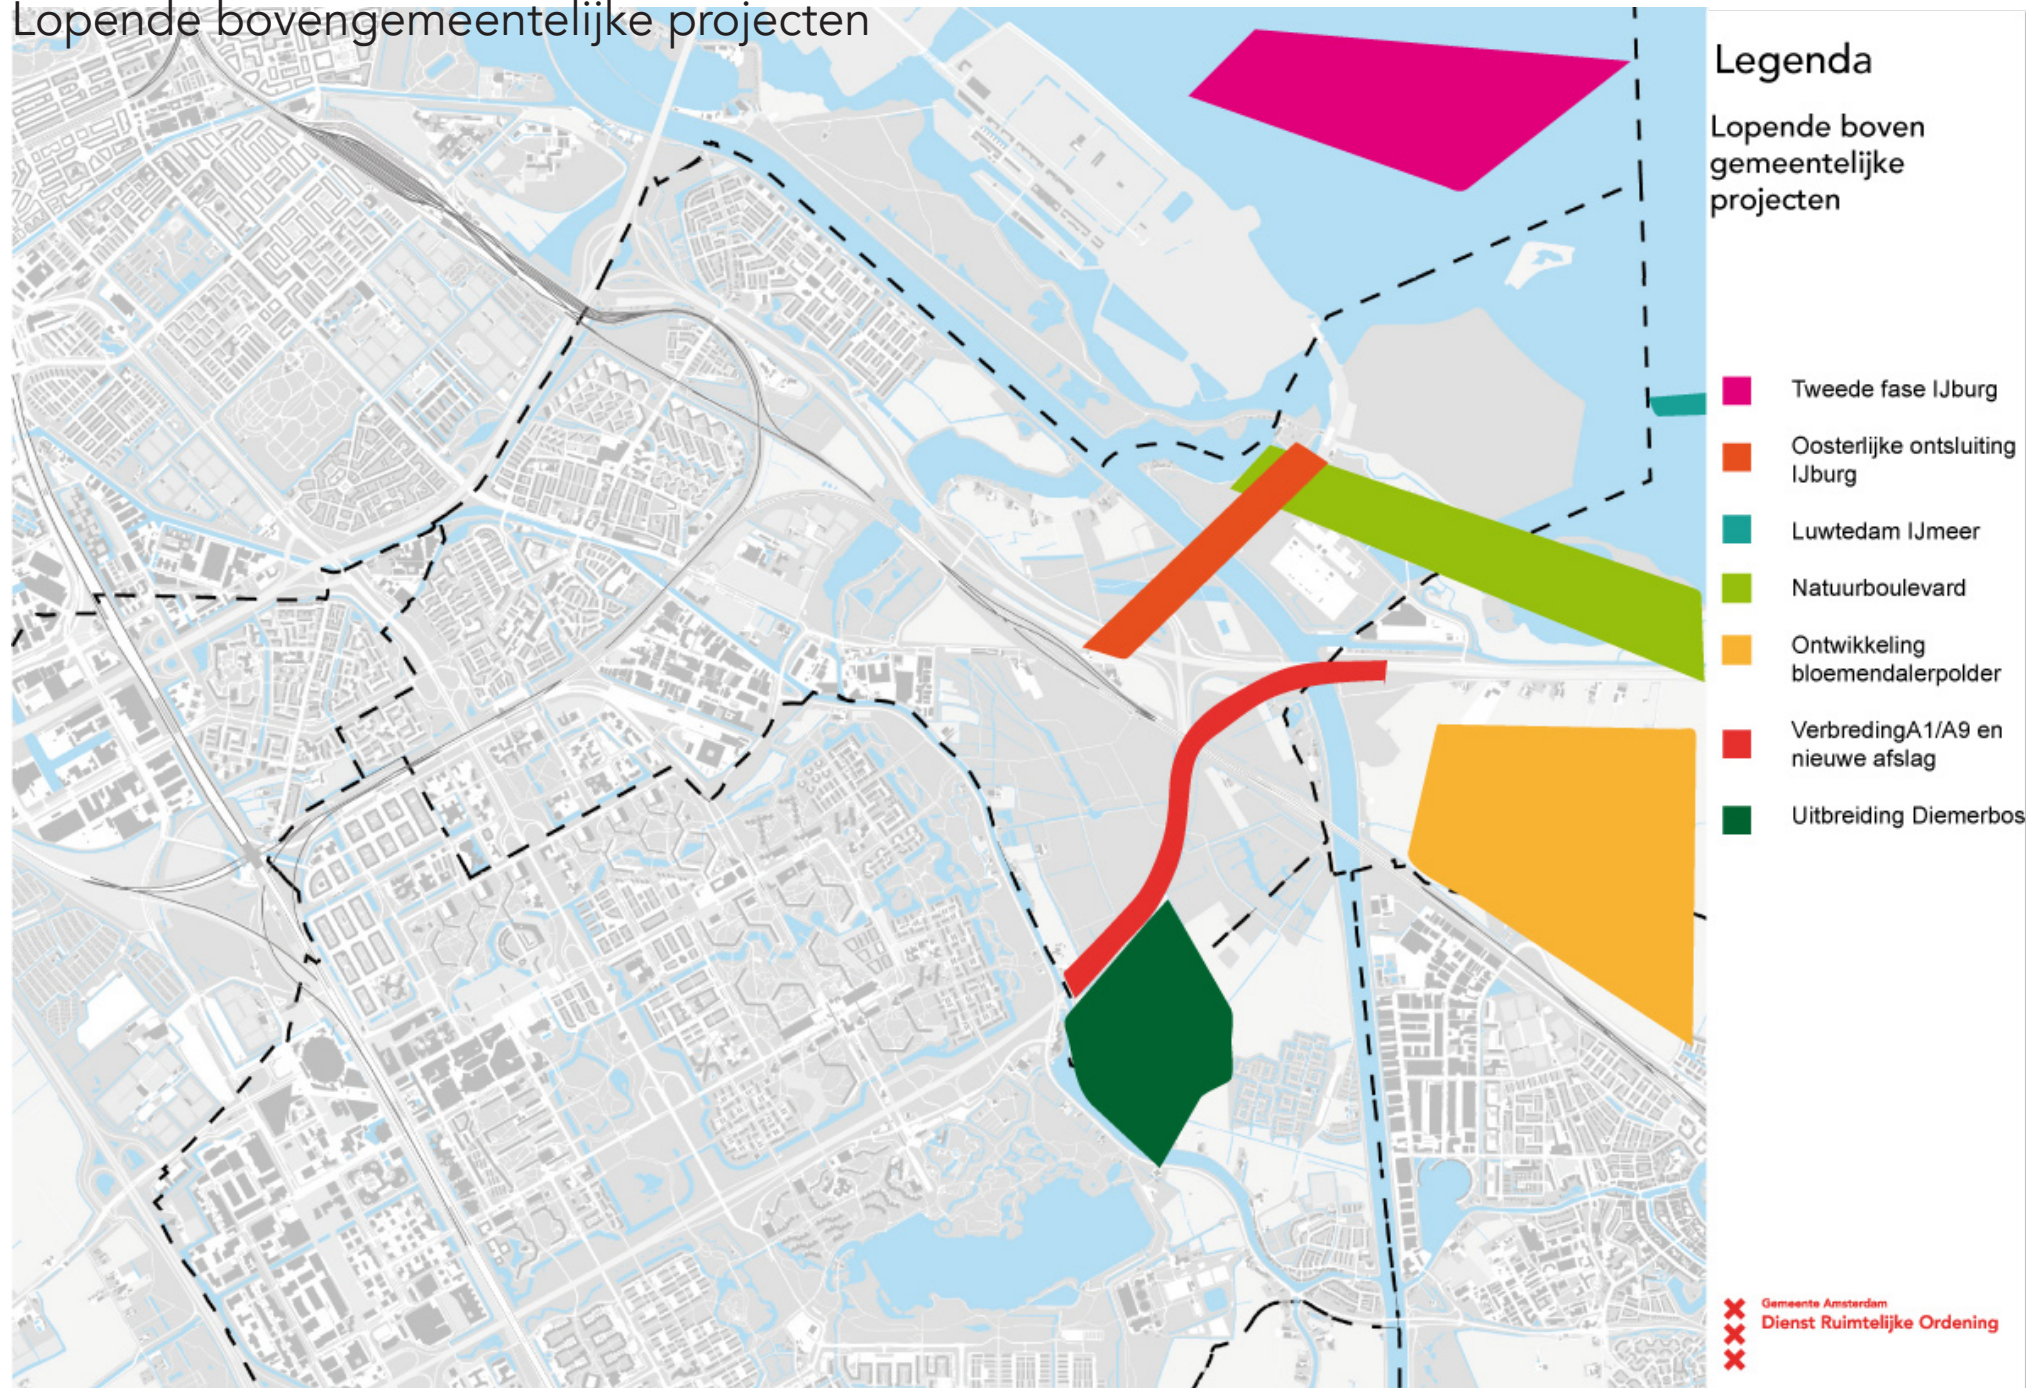 Lopende bovengemeentelijke projecten
Legenda
Lopende boven
gemeentelijke
projecten
Tweede fase IJburg
Oosterlijke ontsluiting
IJburg
Luwtedam IJmeer
Natuurboulevard
Ontwikkeling
bloemendalerpolder
VerbredingA1/A9 en
nieuwe afslag
Uitbreiding Diemerbos
Gemeente Amsterdam
Dienst Ruimtelijke Ordening